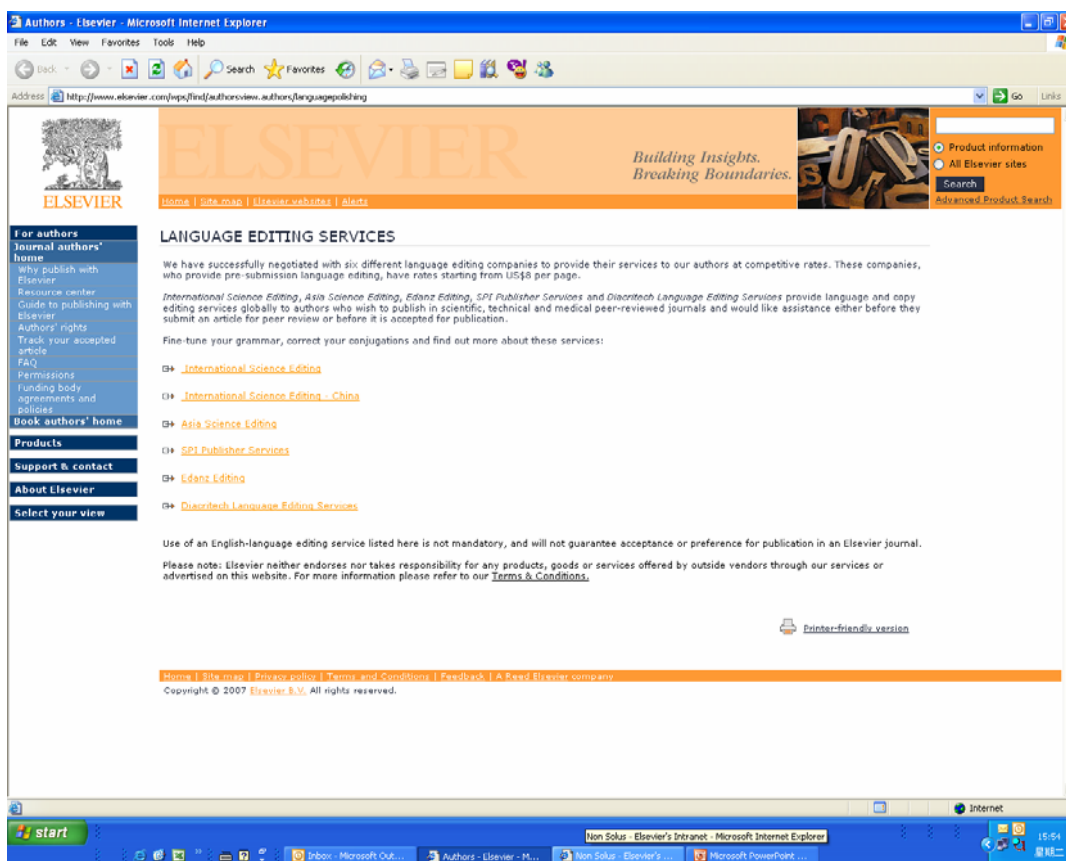 Authors - Elsevier - Microsoft Internet Explorer
File Edit View Favorites Tools Help
Back Search Favorites
Address http://www.elsevier.com/wps/find/authorsview.authors/languagepolishing Go Links
ELSEVIER
ELSEVIER
Building Insights.
Breaking Boundaries.
Home | Site map | Elsevier websites | Alerts
Product information
All Elsevier sites
Search
Advanced Product Search
For authors
Journal authors'
home
Why publish with
Elsevier
Resource center
Guide to publishing with
Elsevier
Authors' rights
Track your accepted
article
FAQ
Permissions
Funding body
agreements and
policies
Book authors' home
Products
Support & contact
About Elsevier
Select your view
LANGUAGE EDITING SERVICES
We have successfully negotiated with six different language editing companies to provide their services to our authors at competitive rates. These companies,
who provide pre-submission language editing, have rates starting from US$8 per page.
International Science Editing, Asia Science Editing, Edanz Editing, SPI Publisher Services and Diacritech Language Editing Services provide language and copy
editing services globally to authors who wish to publish in scientific, technical and medical peer-reviewed journals and would like assistance either before they
submit an article for peer review or before it is accepted for publication.
Fine-tune your grammar, correct your conjugations and find out more about these services:
International Science Editing
International Science Editing - China
Asia Science Editing
SPI Publisher Services
Edanz Editing
Diacritech Language Editing Services
Use of an English-language editing service listed here is not mandatory, and will not guarantee acceptance or preference for publication in an Elsevier journal.
Please note: Elsevier neither endorses nor takes responsibility for any products, goods or services offered by outside vendors through our services or
advertised on this website. For more information please refer to our Terms & Conditions.
Printer-friendly version
Home | Site map | Privacy policy | Terms and Conditions | Feedback | A Reed Elsevier company
Copyright © 2007 Elsevier B.V. All rights reserved.
Internet
start
Non Solus - Elsevier's Intranet - Microsoft Internet Explorer
15:54
Inbox - Microsoft Out... Authors - Elsevier - M... Non Solus - Elsevier's ... Microsoft PowerPoint ...
星期二